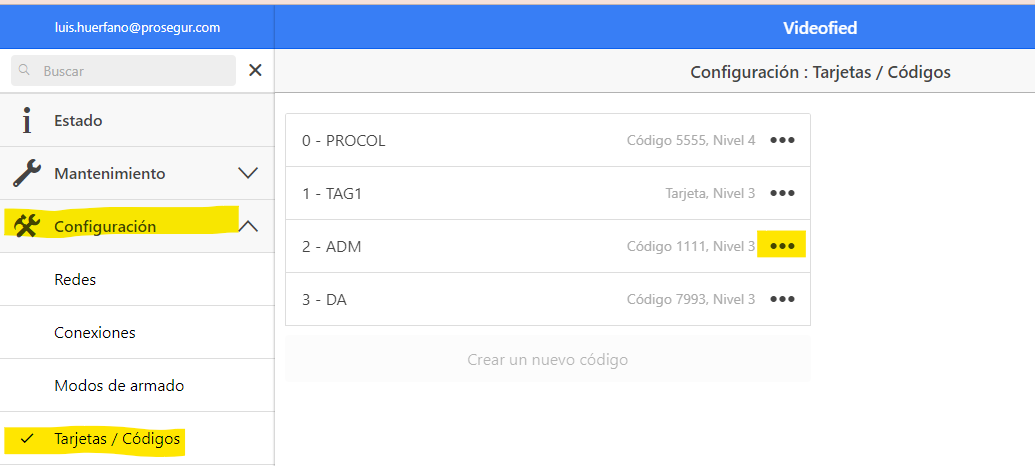 luis.huerfano@prosegur.com
Videofied
Buscar
Configuración : Tarjetas / Códigos
Estado
Mantenimiento
Configuración
Redes
Conexiones
Modos de armado
Tarjetas / Códigos
0 - PROCOL Código 5555, Nivel 4
1 - TAG1 Tarjeta, Nivel 3
2 - ADM Código 1111, Nivel 3
3 - DA Código 7993, Nivel 3
Crear un nuevo código